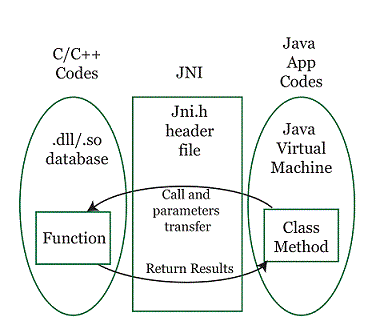 C/C++
Codes
JNI
Java
App
Codes
.dll/.so
database
Jni.h
header
file
Java
Virtual
Machine
Call and
parameters
transfer
Function
Class
Method
Return Results